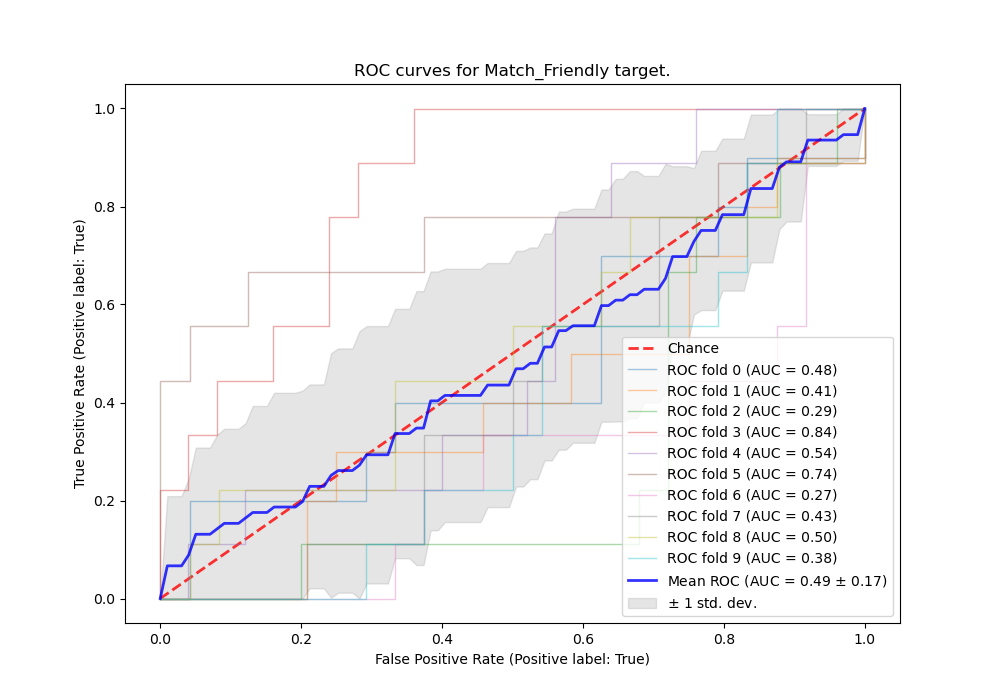 ROC curves for Match_Friendly target.
True Positive Rate (Positive label: True)
1.0
0.8
0.6
0.4
0.2
0.0
0.0 0.2 0.4 0.6 0.8 1.0
False Positive Rate (Positive label: True)
Chance
ROC fold 0 (AUC = 0.48)
ROC fold 1 (AUC = 0.41)
ROC fold 2 (AUC = 0.29)
ROC fold 3 (AUC = 0.84)
ROC fold 4 (AUC = 0.54)
ROC fold 5 (AUC = 0.74)
ROC fold 6 (AUC = 0.27)
ROC fold 7 (AUC = 0.43)
ROC fold 8 (AUC = 0.50)
ROC fold 9 (AUC = 0.38)
Mean ROC (AUC = 0.49 ± 0.17)
± 1 std. dev.